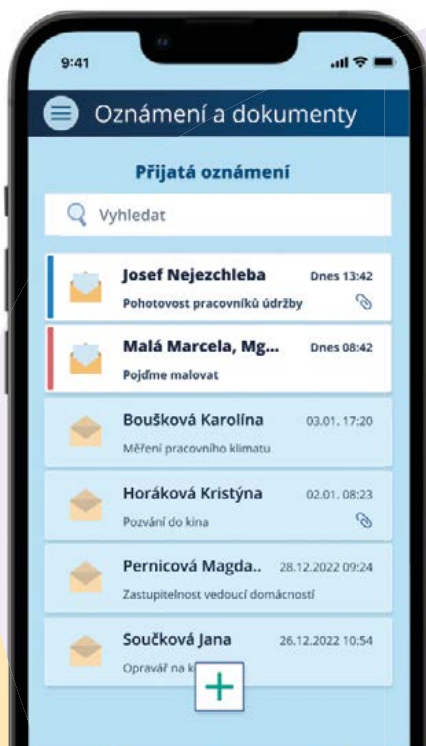 9:41
Oznámení a dokumenty
Přijatá oznámení
Vyhledat
Josef Nejezchleba Dnes 13:42
Pohotovost pracovníků údržby
Malá Marcela, Mg... Dnes 08:42
Pojďme malovat
Boušková Karolína 03.01. 17:20
Měření pracovního klimatu
Horáková Kristýna 02.01. 08:23
Pozvání do kina
Pernicová Magda.. 28.12.2022 09:24
Zastupitelnost vedoucí domácností
Součková Jana 26.12.2022 10:54
Opravář na